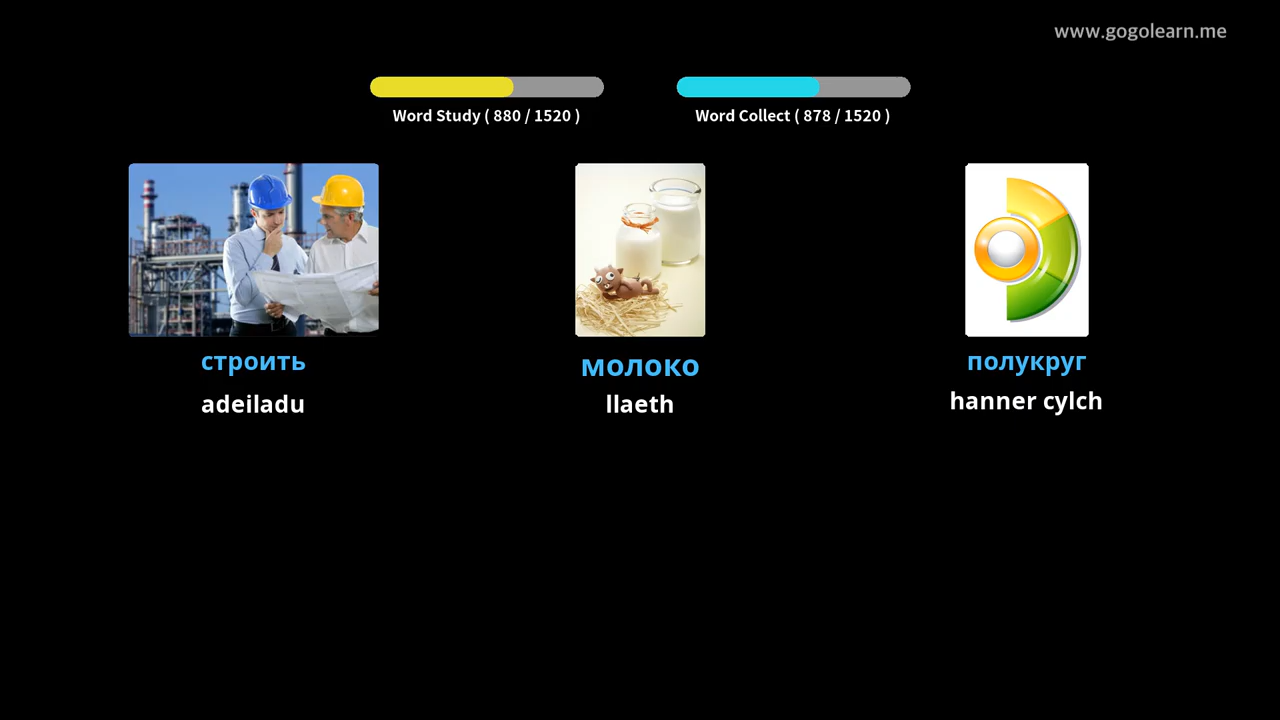 www.gogolearn.me
Word Study ( 880 / 1520 )
Word Collect ( 878 / 1520 )
строить
молоко
полукруг
adeiladu
llaeth
hanner cylch